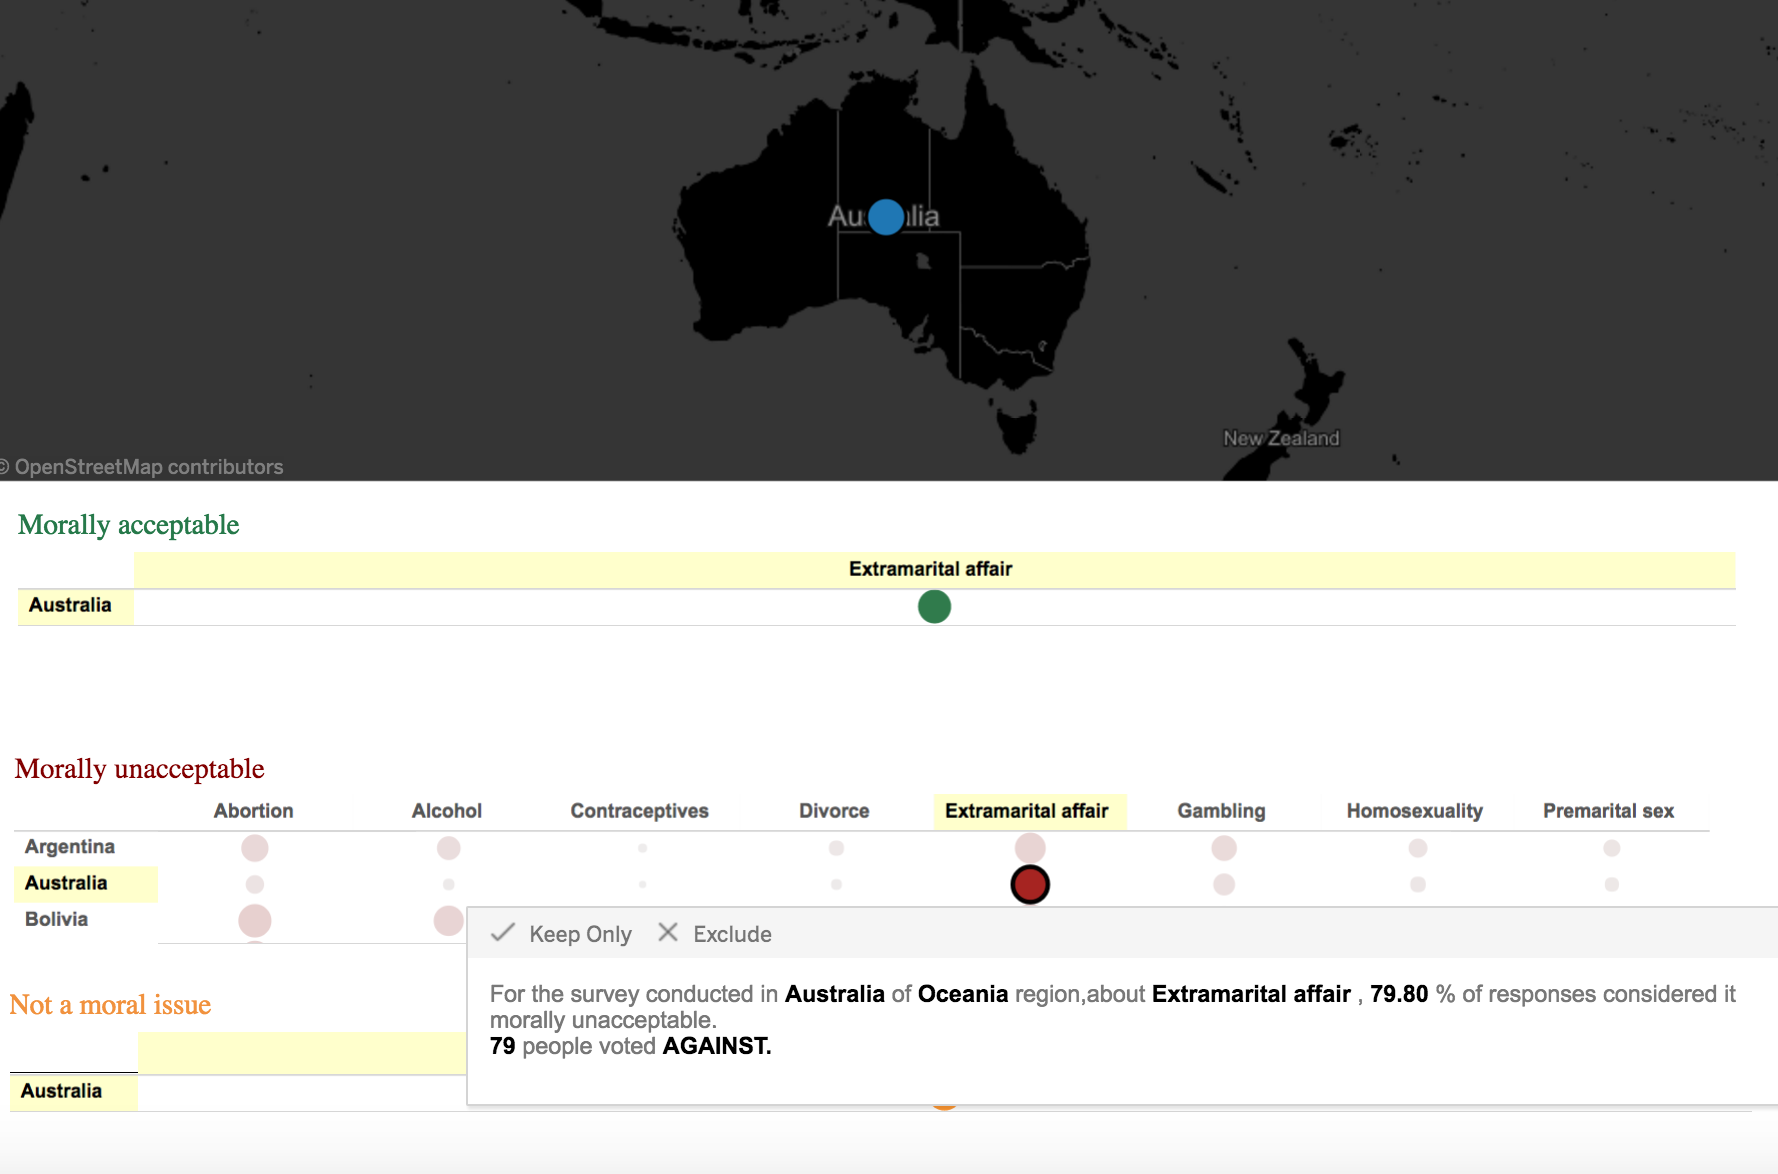 Au lia
New Zealand
© OpenStreetMap contributors
Morally acceptable
Extramarital affair
Australia
Morally unacceptable
Abortion Alcohol Contraceptives Divorce Extramarital affair Gambling Homosexuality Premarital sex
Argentina
Australia
Bolivia
Keep Only Exclude
For the survey conducted in Australia of Oceania region,about Extramarital affair , 79.80 % of responses considered it
morally unacceptable.
79 people voted AGAINST.
Not a moral issue
Australia